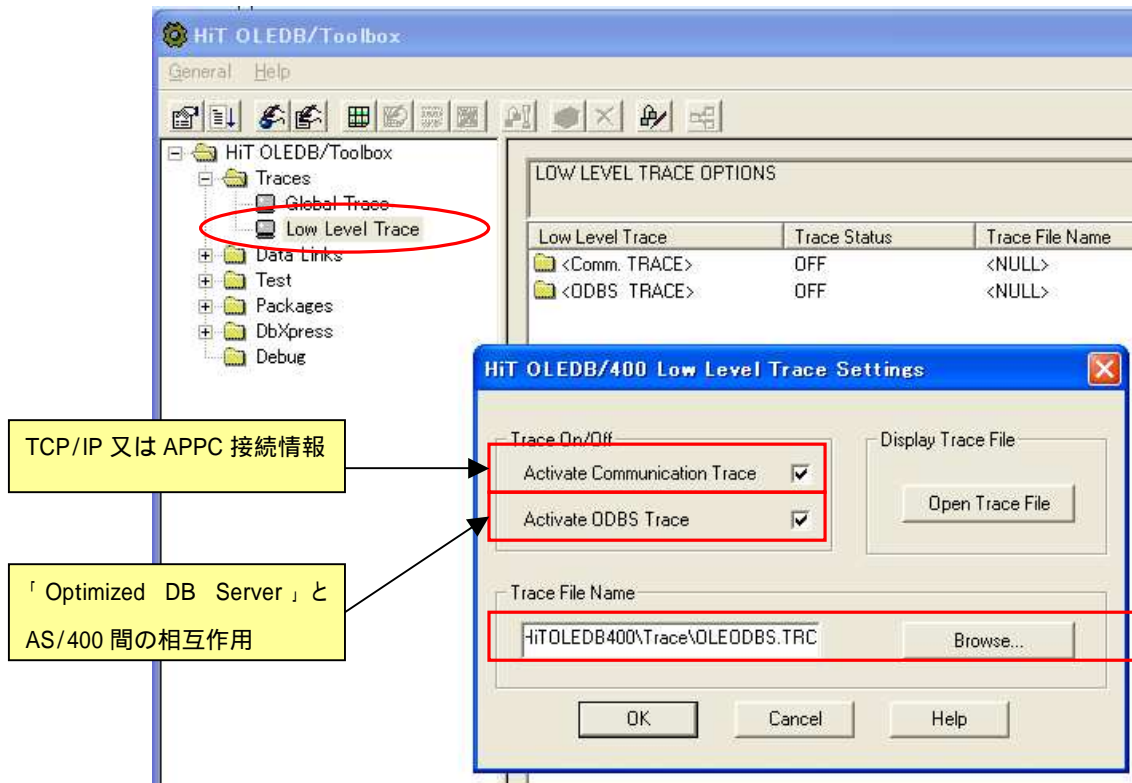 HiT OLEDB/Toolbox
General Help
HiT OLEDB/Toolbox
Traces
Global Trace
Low Level Trace
Data Links
Test
Packages
DbXpress
Debug
LOW LEVEL TRACE OPTIONS
Low Level Trace Trace Status Trace File Name
<Comm. TRACE> OFF <NULL>
<ODBS TRACE> OFF <NULL>
HiT OLEDB/400 Low Level Trace Settings
Trace On/Off
Activate Communication Trace
Activate ODBS Trace
Display Trace File
Open Trace File
Trace File Name
HiTOLEDB400\Trace\OLEODBS.TRC Browse...
OK Cancel Help
TCP/IP 又は APPC 接続情報
「Optimized DB Server」と
AS/400 間の相互作用